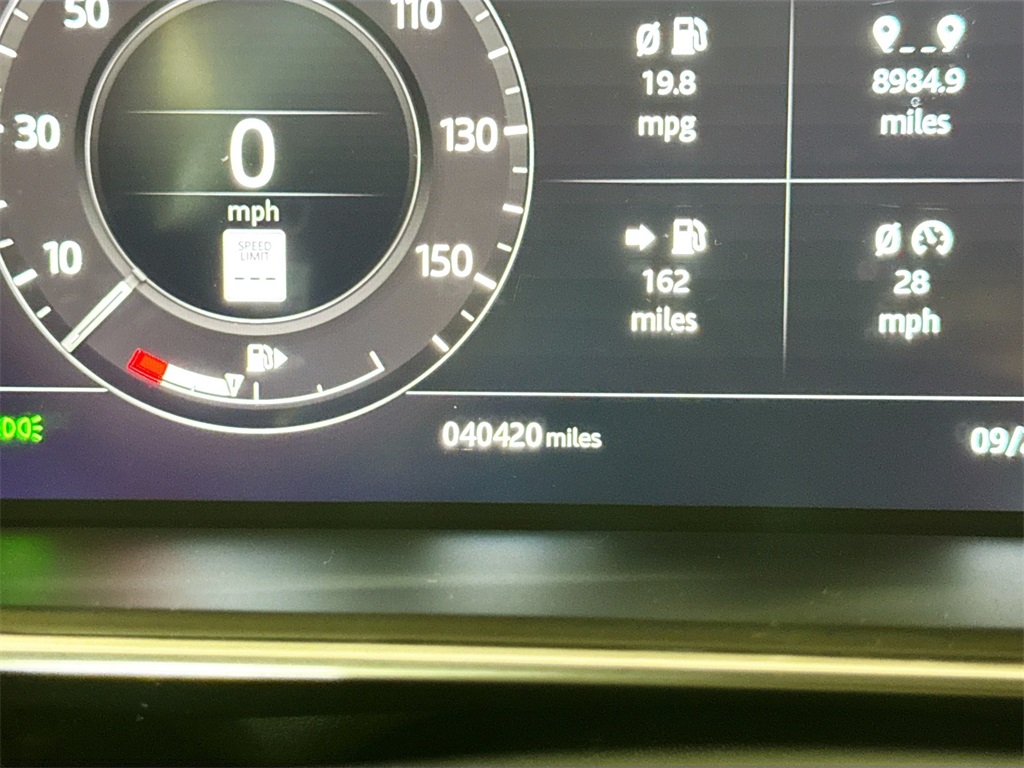 50
110
30
130
10
150
0
mph
SPEED
LIMIT
---
Ø
19.8
mpg
8984.9
miles
162
miles
Ø
28
mph
040420 miles
09/